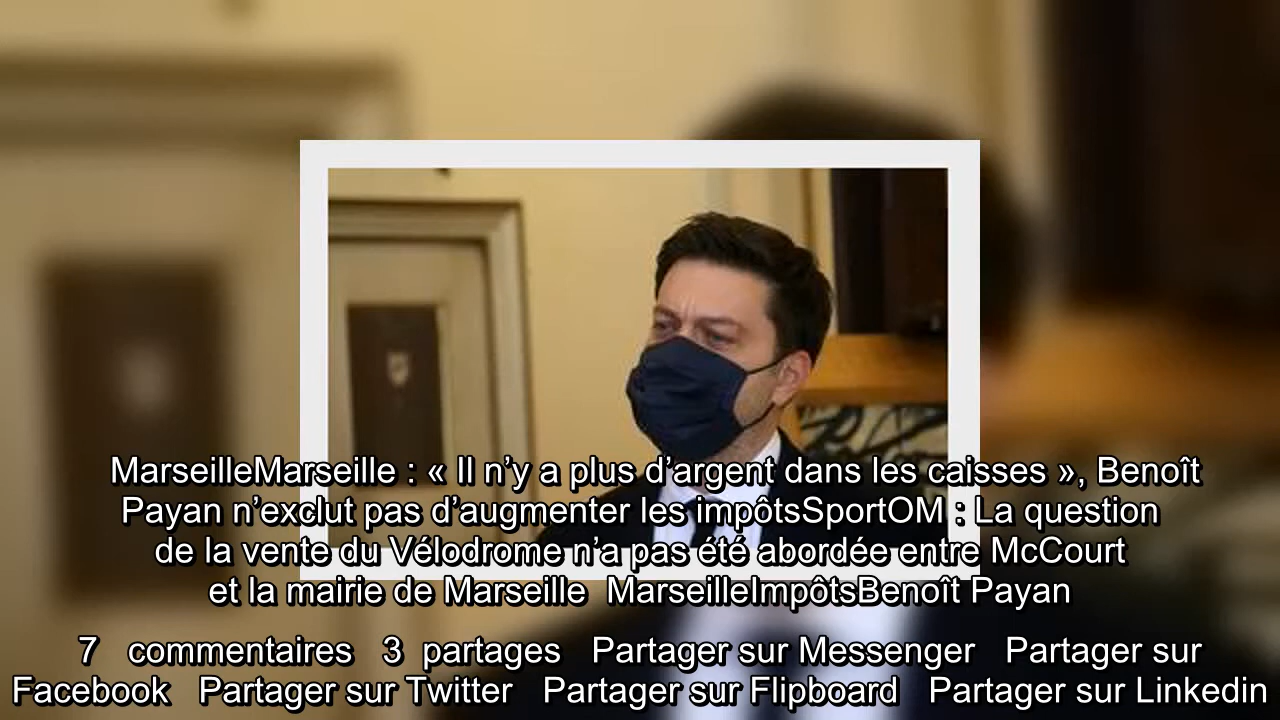 MarseilleMarseille : « Il n’y a plus d’argent dans les caisses », Benoît
Payan n’exclut pas d’augmenter les impôtsSportOM : La question
de la vente du Vélodrome n’a pas été abordée entre McCourt
et la mairie de Marseille  MarseilleImpôtsBenoît Payan
7   commentaires   3  partages   Partager sur Messenger   Partager sur
Facebook   Partager sur Twitter   Partager sur Flipboard   Partager sur Linkedin